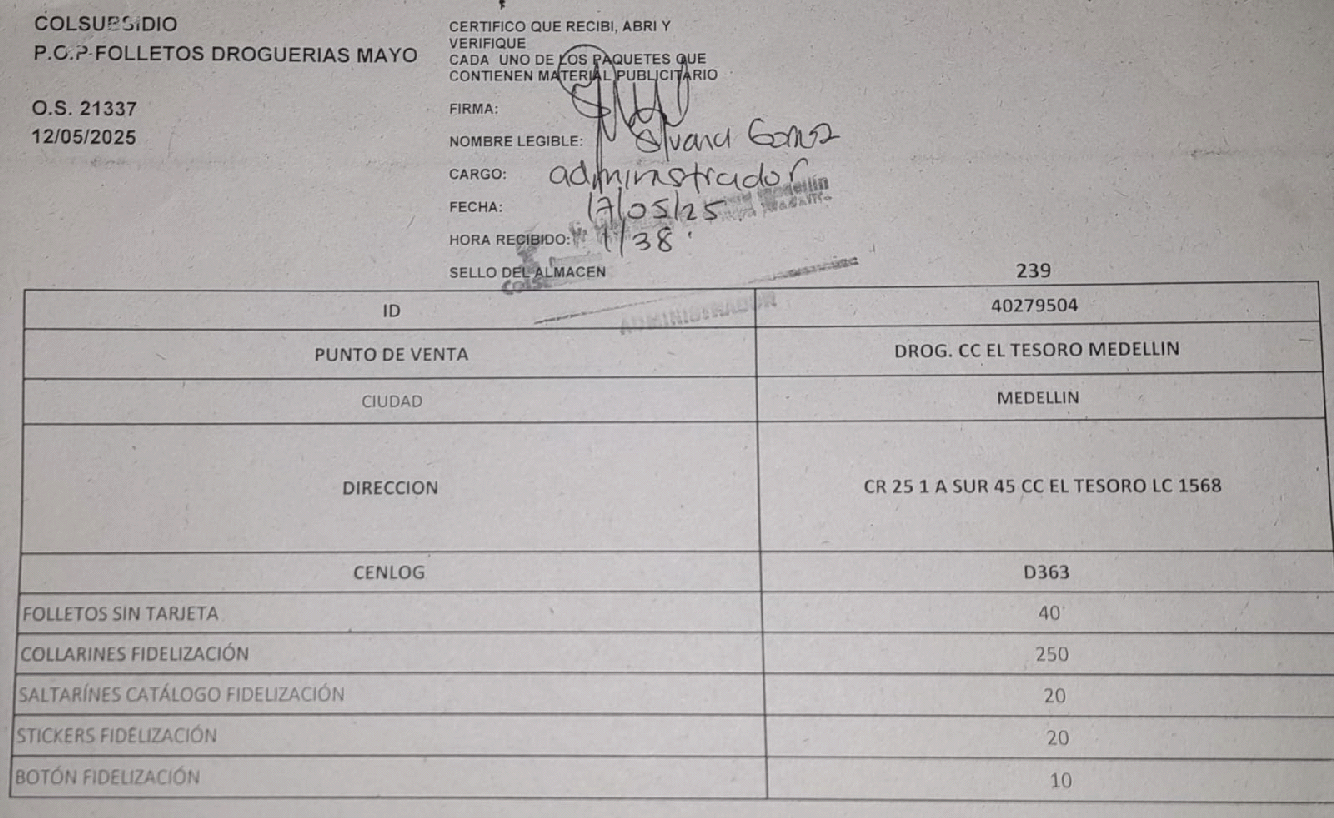 COLSUBSIDIO
P.O.P FOLLETOS DROGUERIAS MAYO
O.S. 21337
12/05/2025
CERTIFICO QUE RECIBI, ABRI Y
VERIFIQUE
CADA UNO DE LOS PAQUETES QUE
CONTIENEN MATERIAL PUBLICITARIO
FIRMA:
NOMBRE LEGIBLE: Silvana
CARGO: administrador
FECHA: 17/05/25
HORA RECIBIDO: 1/38
SELLO DEL ALMACEN
ADMINISTRADOR
239
ID 40279504
PUNTO DE VENTA DROG. CC EL TESORO MEDELLIN
CIUDAD MEDELLIN
DIRECCION CR 25 1 A SUR 45 CC EL TESORO LC 1568
CENLOG D363
FOLLETOS SIN TARJETA 40
COLLARINES FIDELIZACIÓN 250
SALTARÍNES CATÁLOGO FIDELIZACIÓN 20
STICKERS FIDELIZACIÓN 20
BOTÓN FIDELIZACIÓN 10